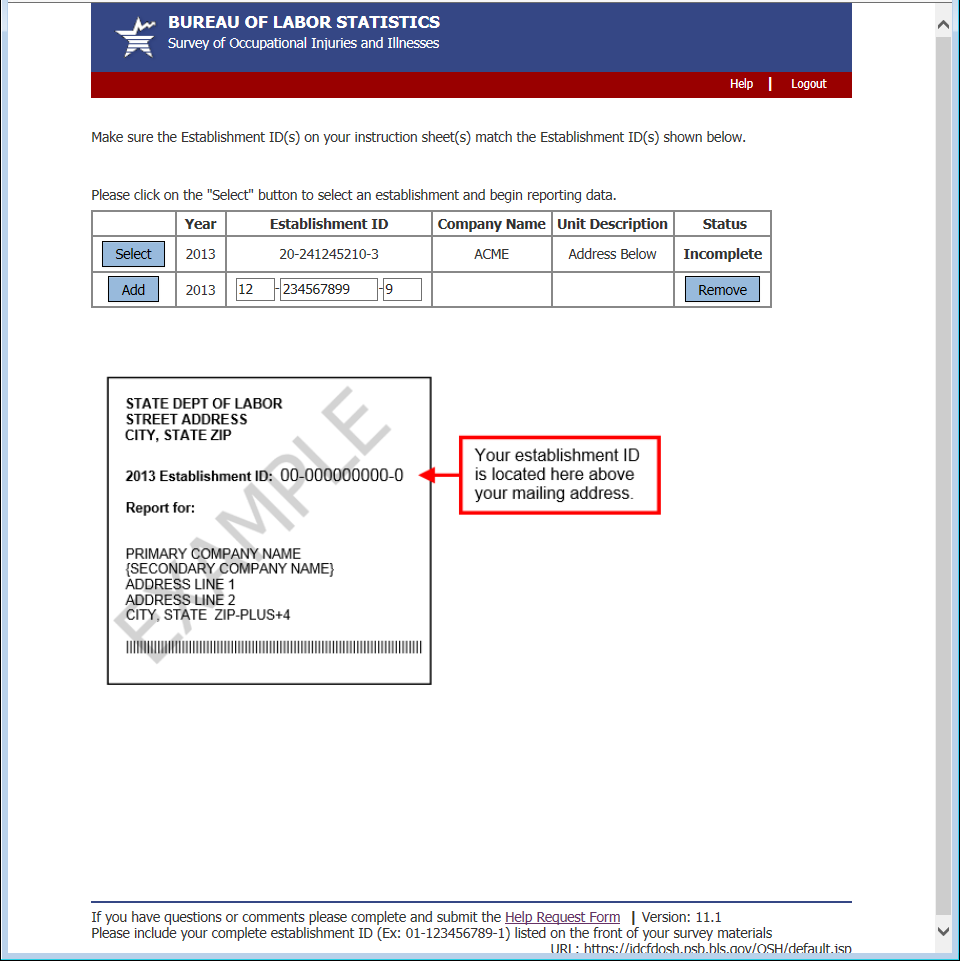 BUREAU OF LABOR STATISTICS
Survey of Occupational Injuries and Illnesses
Help | Logout
Make sure the Establishment ID(s) on your instruction sheet(s) match the Establishment ID(s) shown below.
Please click on the "Select" button to select an establishment and begin reporting data.
Year Establishment ID Company Name Unit Description Status
Select 2013 20-241245210-3 ACME Address Below Incomplete
Add 2013 12 - 234567899 - 9 Remove
STATE DEPT OF LABOR
STREET ADDRESS
CITY, STATE ZIP
2013 Establishment ID: 00-000000000-0
Report for:
PRIMARY COMPANY NAME
{SECONDARY COMPANY NAME}
ADDRESS LINE 1
ADDRESS LINE 2
CITY, STATE ZIP-PLUS+4
EXAMPLE
Your establishment ID
is located here above
your mailing address.
If you have questions or comments please complete and submit the Help Request Form | Version: 11.1
Please include your complete establishment ID (Ex: 01-123456789-1) listed on the front of your survey materials
URL: https://idcfdosh.psb.bls.gov/OSH/default.jsp